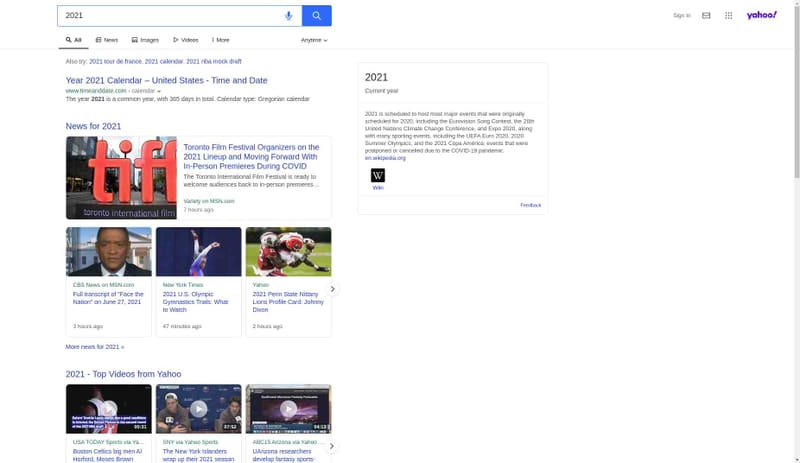 2021
Sign in
yahoo!
All
News
Images
Videos
More
Anytime
Also try: 2021 tour de france, 2021 calendar, 2021 nba mock draft
Year 2021 Calendar – United States - Time and Date
www.timeanddate.com › calendar
The year 2021 is a common year, with 365 days in total. Calendar type: Gregorian calendar
News for 2021
tiff
toronto international film
Toronto Film Festival Organizers on the
2021 Lineup and Moving Forward With
In-Person Premieres During COVID
The Toronto International Film Festival is ready to
welcome audiences back to in-person premieres…
Variety on MSN.com
7 hours ago
CBS News on MSN.com
Full transcript of "Face the
Nation" on June 27, 2021
3 hours ago
New York Times
2021 U.S. Olympic
Gymnastics Trials: What
to Watch
47 minutes ago
Yahoo
2021 Penn State Nittany
Lions Profile Card: Johnny
Dixon
2 hours ago
More news for 2021 »
2021 - Top Videos from Yahoo
00:31
USA TODAY Sports via Ya...
Boston Celtics big men Al
Horford, Moses Brown
37:52
SNY via Yahoo Sports
The New York Islanders
wrap up their 2021 season
04:13
ABC15 Arizona via Yahoo ...
UArizona researchers
develop fantasy sports-
2021
Current year
2021 is scheduled to host most major events that were originally
scheduled for 2020, including the Eurovision Song Contest, the 26th
United Nations Climate Change Conference, and Expo 2020, along
with many sporting events, including the UEFA Euro 2020, 2020
Summer Olympics, and the 2021 Copa América; events that were
postponed or canceled due to the COVID-19 pandemic.
en.wikipedia.org
W
Wiki
Feedback